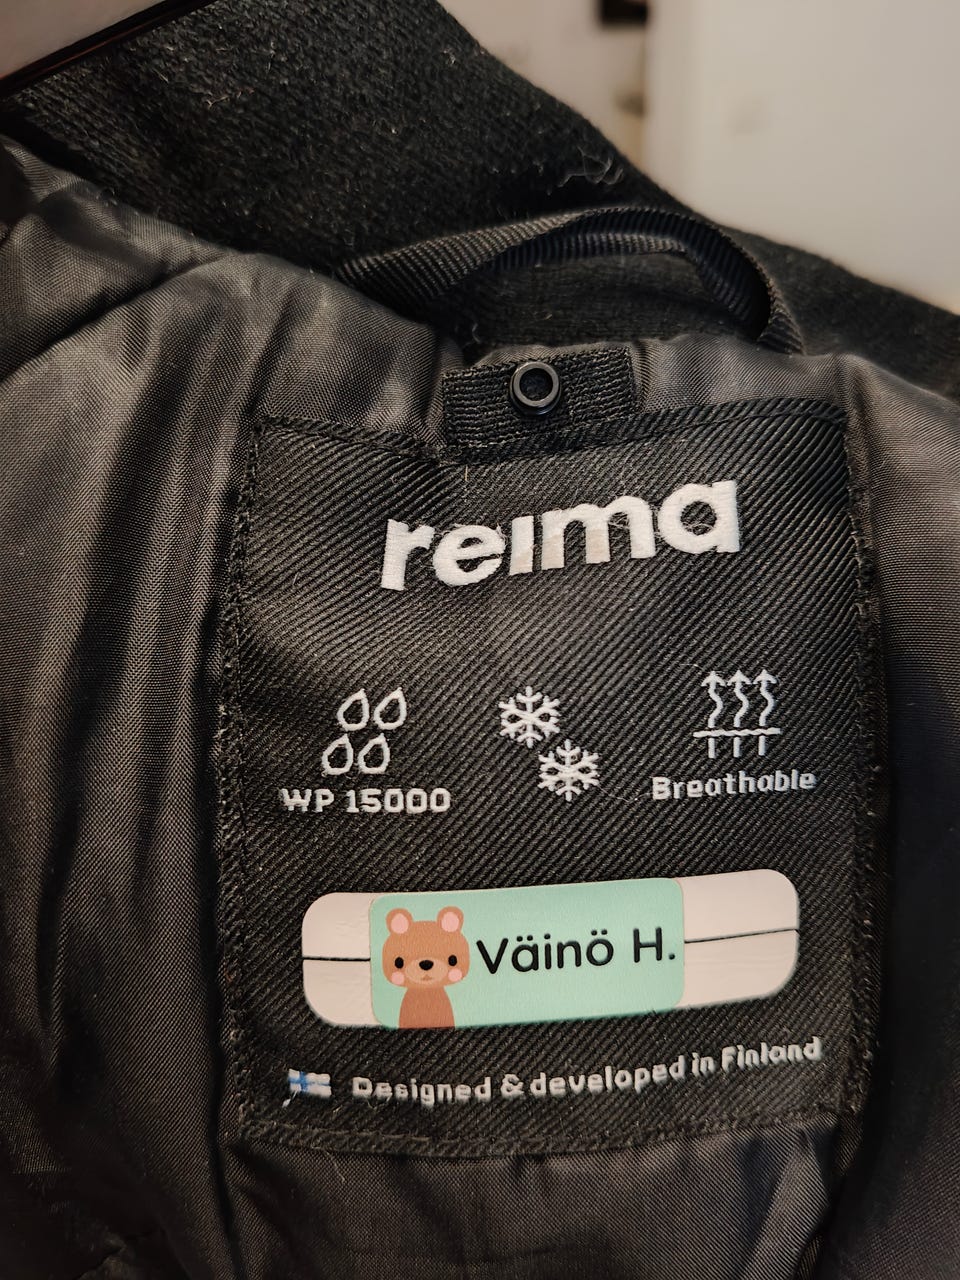 reima
WP 15000
Breathable
Väinö H.
Designed & developed in Finland